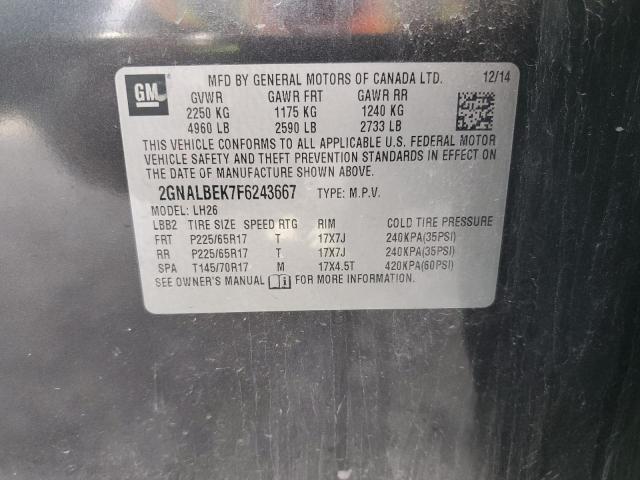 GM
MFD BY GENERAL MOTORS OF CANADA LTD. 12/14
GVWR GAWR FRT GAWR RR
2250 KG 1175 KG 1240 KG
4960 LB 2590 LB 2733 LB
THIS VEHICLE CONFORMS TO ALL APPLICABLE U.S. FEDERAL MOTOR
VEHICLE SAFETY AND THEFT PREVENTION STANDARDS IN EFFECT ON
THE DATE OF MANUFACTURE SHOWN ABOVE.
2GNALBEK7F6243667 TYPE: M.P.V.
MODEL: LH26
LBB2 TIRE SIZE SPEED RTG RIM COLD TIRE PRESSURE
FRT P225/65R17 T 17X7J 240KPA(35PSI)
RR P225/65R17 T 17X7J 240KPA(35PSI)
SPA T145/70R17 M 17X4.5T 420KPA(60PSI)
SEE OWNER'S MANUAL FOR MORE INFORMATION.